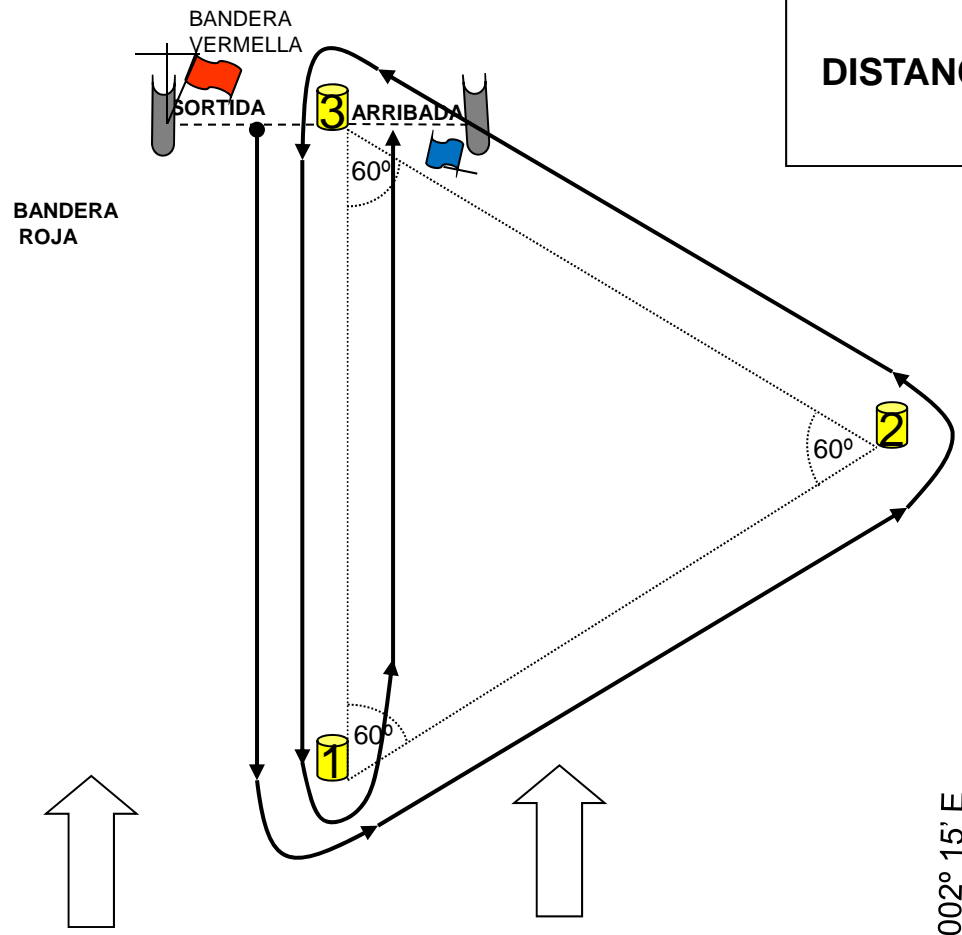 BANDERA
VERMELLA
DISTANC
SORTIDA
3
ARRIBADA
60º
BANDERA
ROJA
2
60º
60º
1
002º 15' E